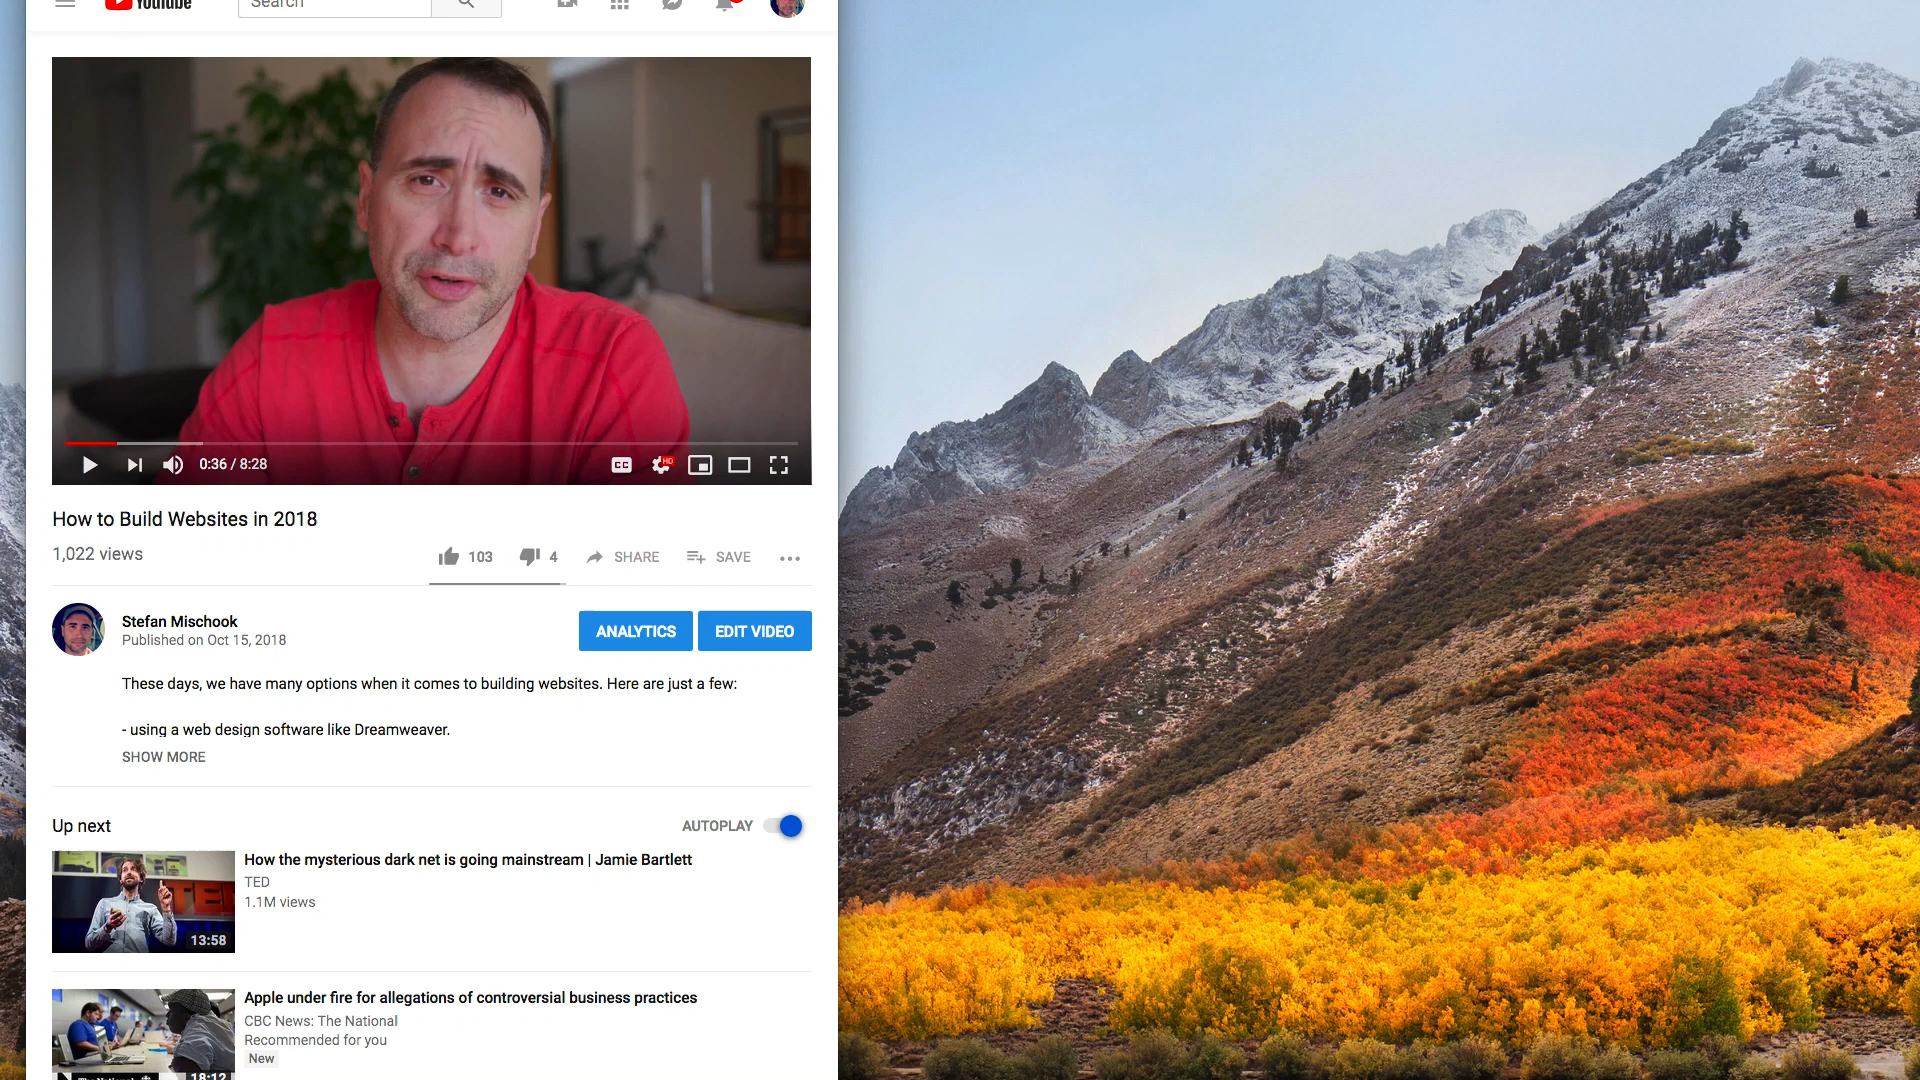 YouTube
Search
HD
CC
0:36 / 8:28
How to Build Websites in 2018
1,022 views
103
4
SHARE
SAVE
Stefan Mischook
Published on Oct 15, 2018
ANALYTICS
EDIT VIDEO
These days, we have many options when it comes to building websites. Here are just a few:
- using a web design software like Dreamweaver.
SHOW MORE
Up next
AUTOPLAY
How the mysterious dark net is going mainstream | Jamie Bartlett
TED
1.1M views
13:58
Apple under fire for allegations of controversial business practices
CBC News: The National
Recommended for you
New
18:12
The National